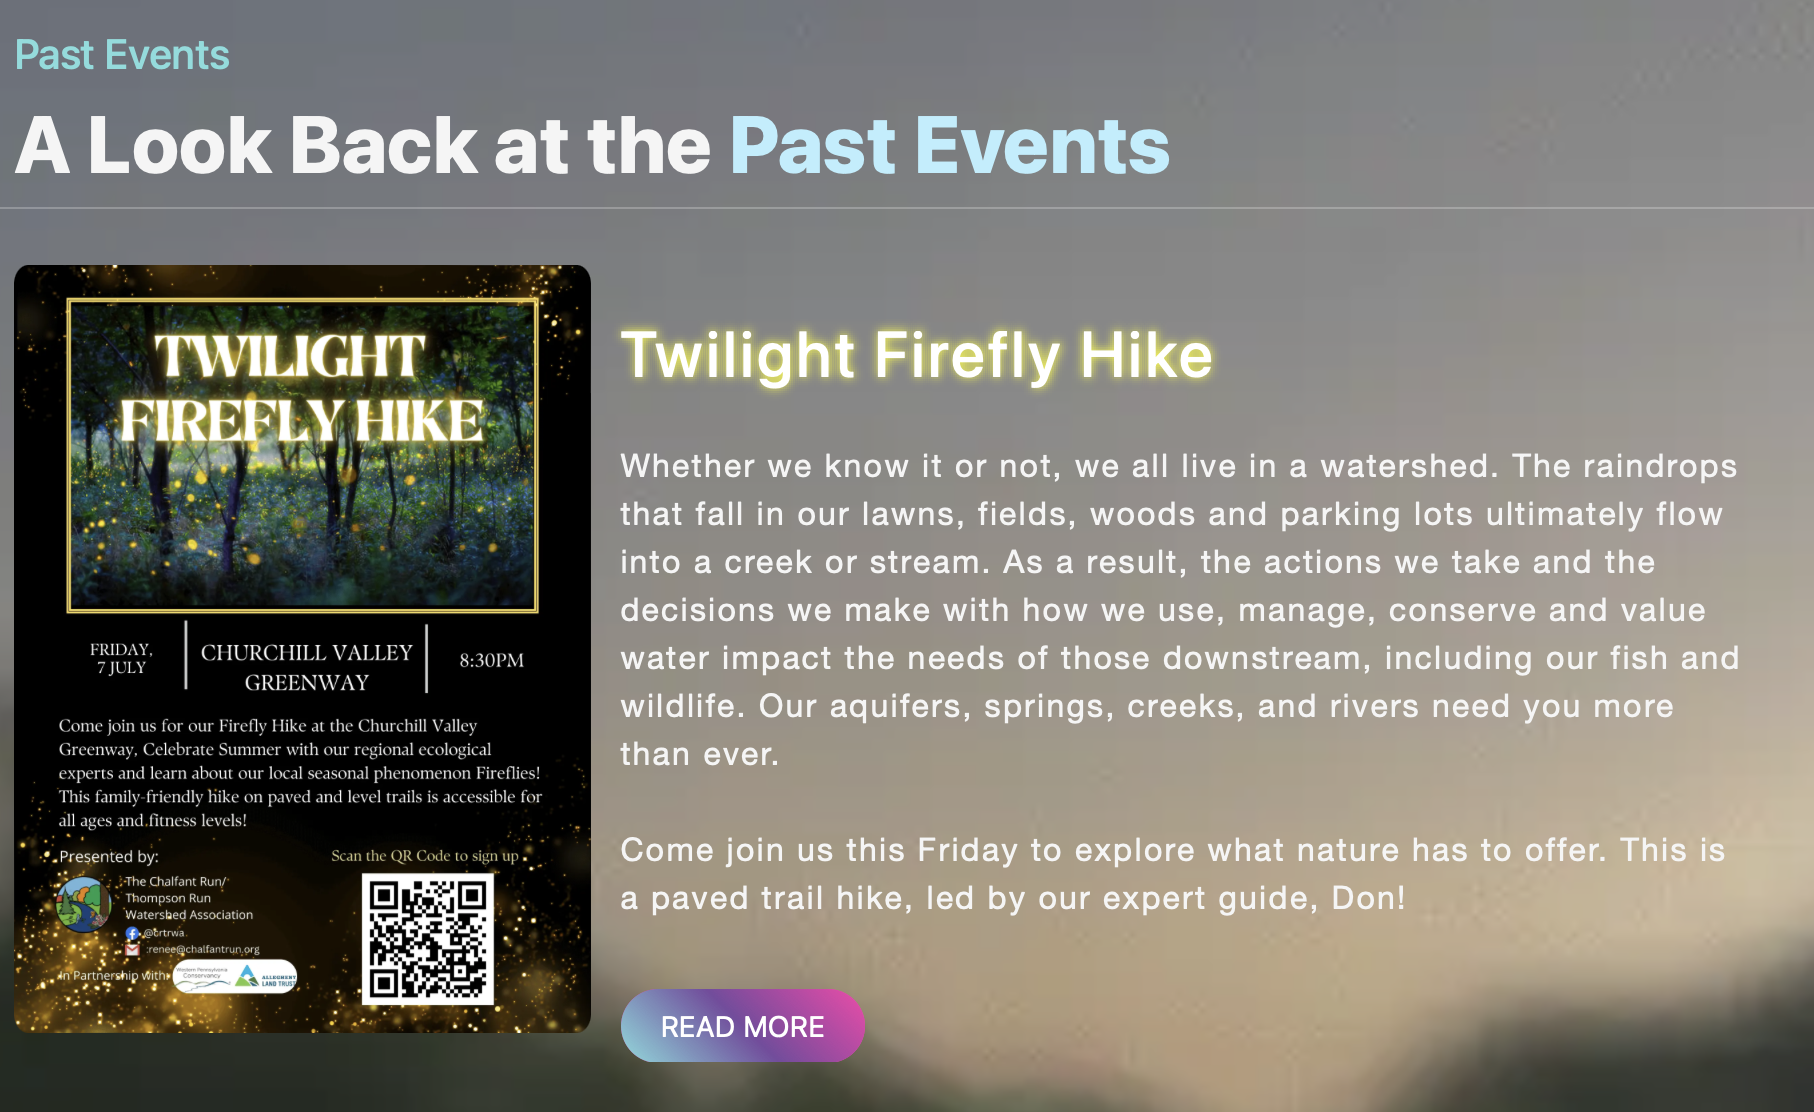 Past Events
A Look Back at the Past Events
TWILIGHT
FIREFLY HIKE
FRIDAY,
7 JULY
CHURCHILL VALLEY
GREENWAY
8:30PM
Come join us for our Firefly Hike at the Churchill Valley
Greenway, Celebrate Summer with our regional ecological
experts and learn about our local seasonal phenomenon Fireflies!
This family-friendly hike on paved and level trails is accessible for
all ages and fitness levels!
Presented by:
The Chalfant Run/
Thompson Run
Watershed Association
@crtrwa
:renee@chalfantrun.org
In Partnership with:
Western Pennsylvania
Conservancy
ALLEGHENY
LAND TRUST
Scan the QR Code to sign up
Twilight Firefly Hike
Whether we know it or not, we all live in a watershed. The raindrops
that fall in our lawns, fields, woods and parking lots ultimately flow
into a creek or stream. As a result, the actions we take and the
decisions we make with how we use, manage, conserve and value
water impact the needs of those downstream, including our fish and
wildlife. Our aquifers, springs, creeks, and rivers need you more
than ever.
Come join us this Friday to explore what nature has to offer. This is
a paved trail hike, led by our expert guide, Don!
READ MORE